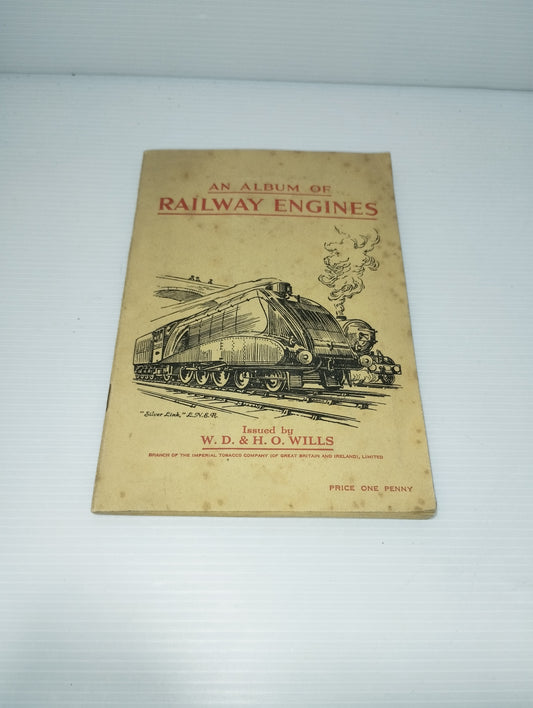 AN ALBUM OF
RAILWAY ENGINES
"Silver Link," L.N.E.R.
Issued by
W. D. & H. O. WILLS
BRANCH OF THE IMPERIAL TOBACCO COMPANY (OF GREAT BRITAIN AND IRELAND), LIMITED
PRICE ONE PENNY